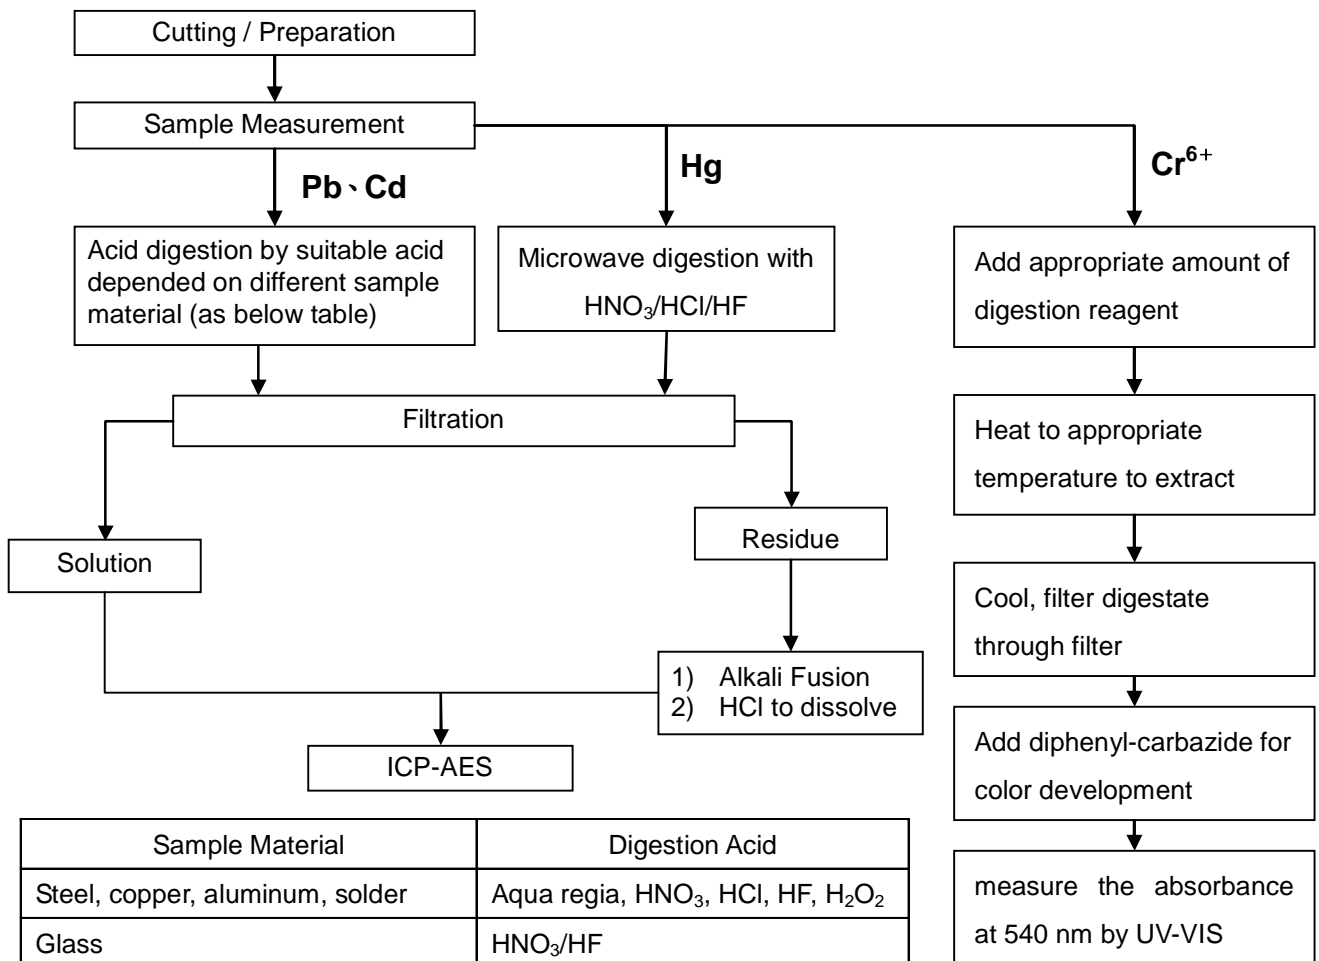 Cutting / Preparation
Sample Measurement
Pb、Cd
Hg
Cr⁶⁺
Acid digestion by suitable acid
depended on different sample
material (as below table)
Microwave digestion with
HNO₃/HCl/HF
Add appropriate amount of
digestion reagent
Filtration
Heat to appropriate
temperature to extract
Solution
Residue
Cool, filter digestate
through filter
1) Alkali Fusion
2) HCl to dissolve
ICP-AES
Add diphenyl-carbazide for
color development
measure the absorbance
at 540 nm by UV-VIS
Sample Material Digestion Acid
Steel, copper, aluminum, solder Aqua regia, HNO₃, HCl, HF, H₂O₂
Glass HNO₃/HF